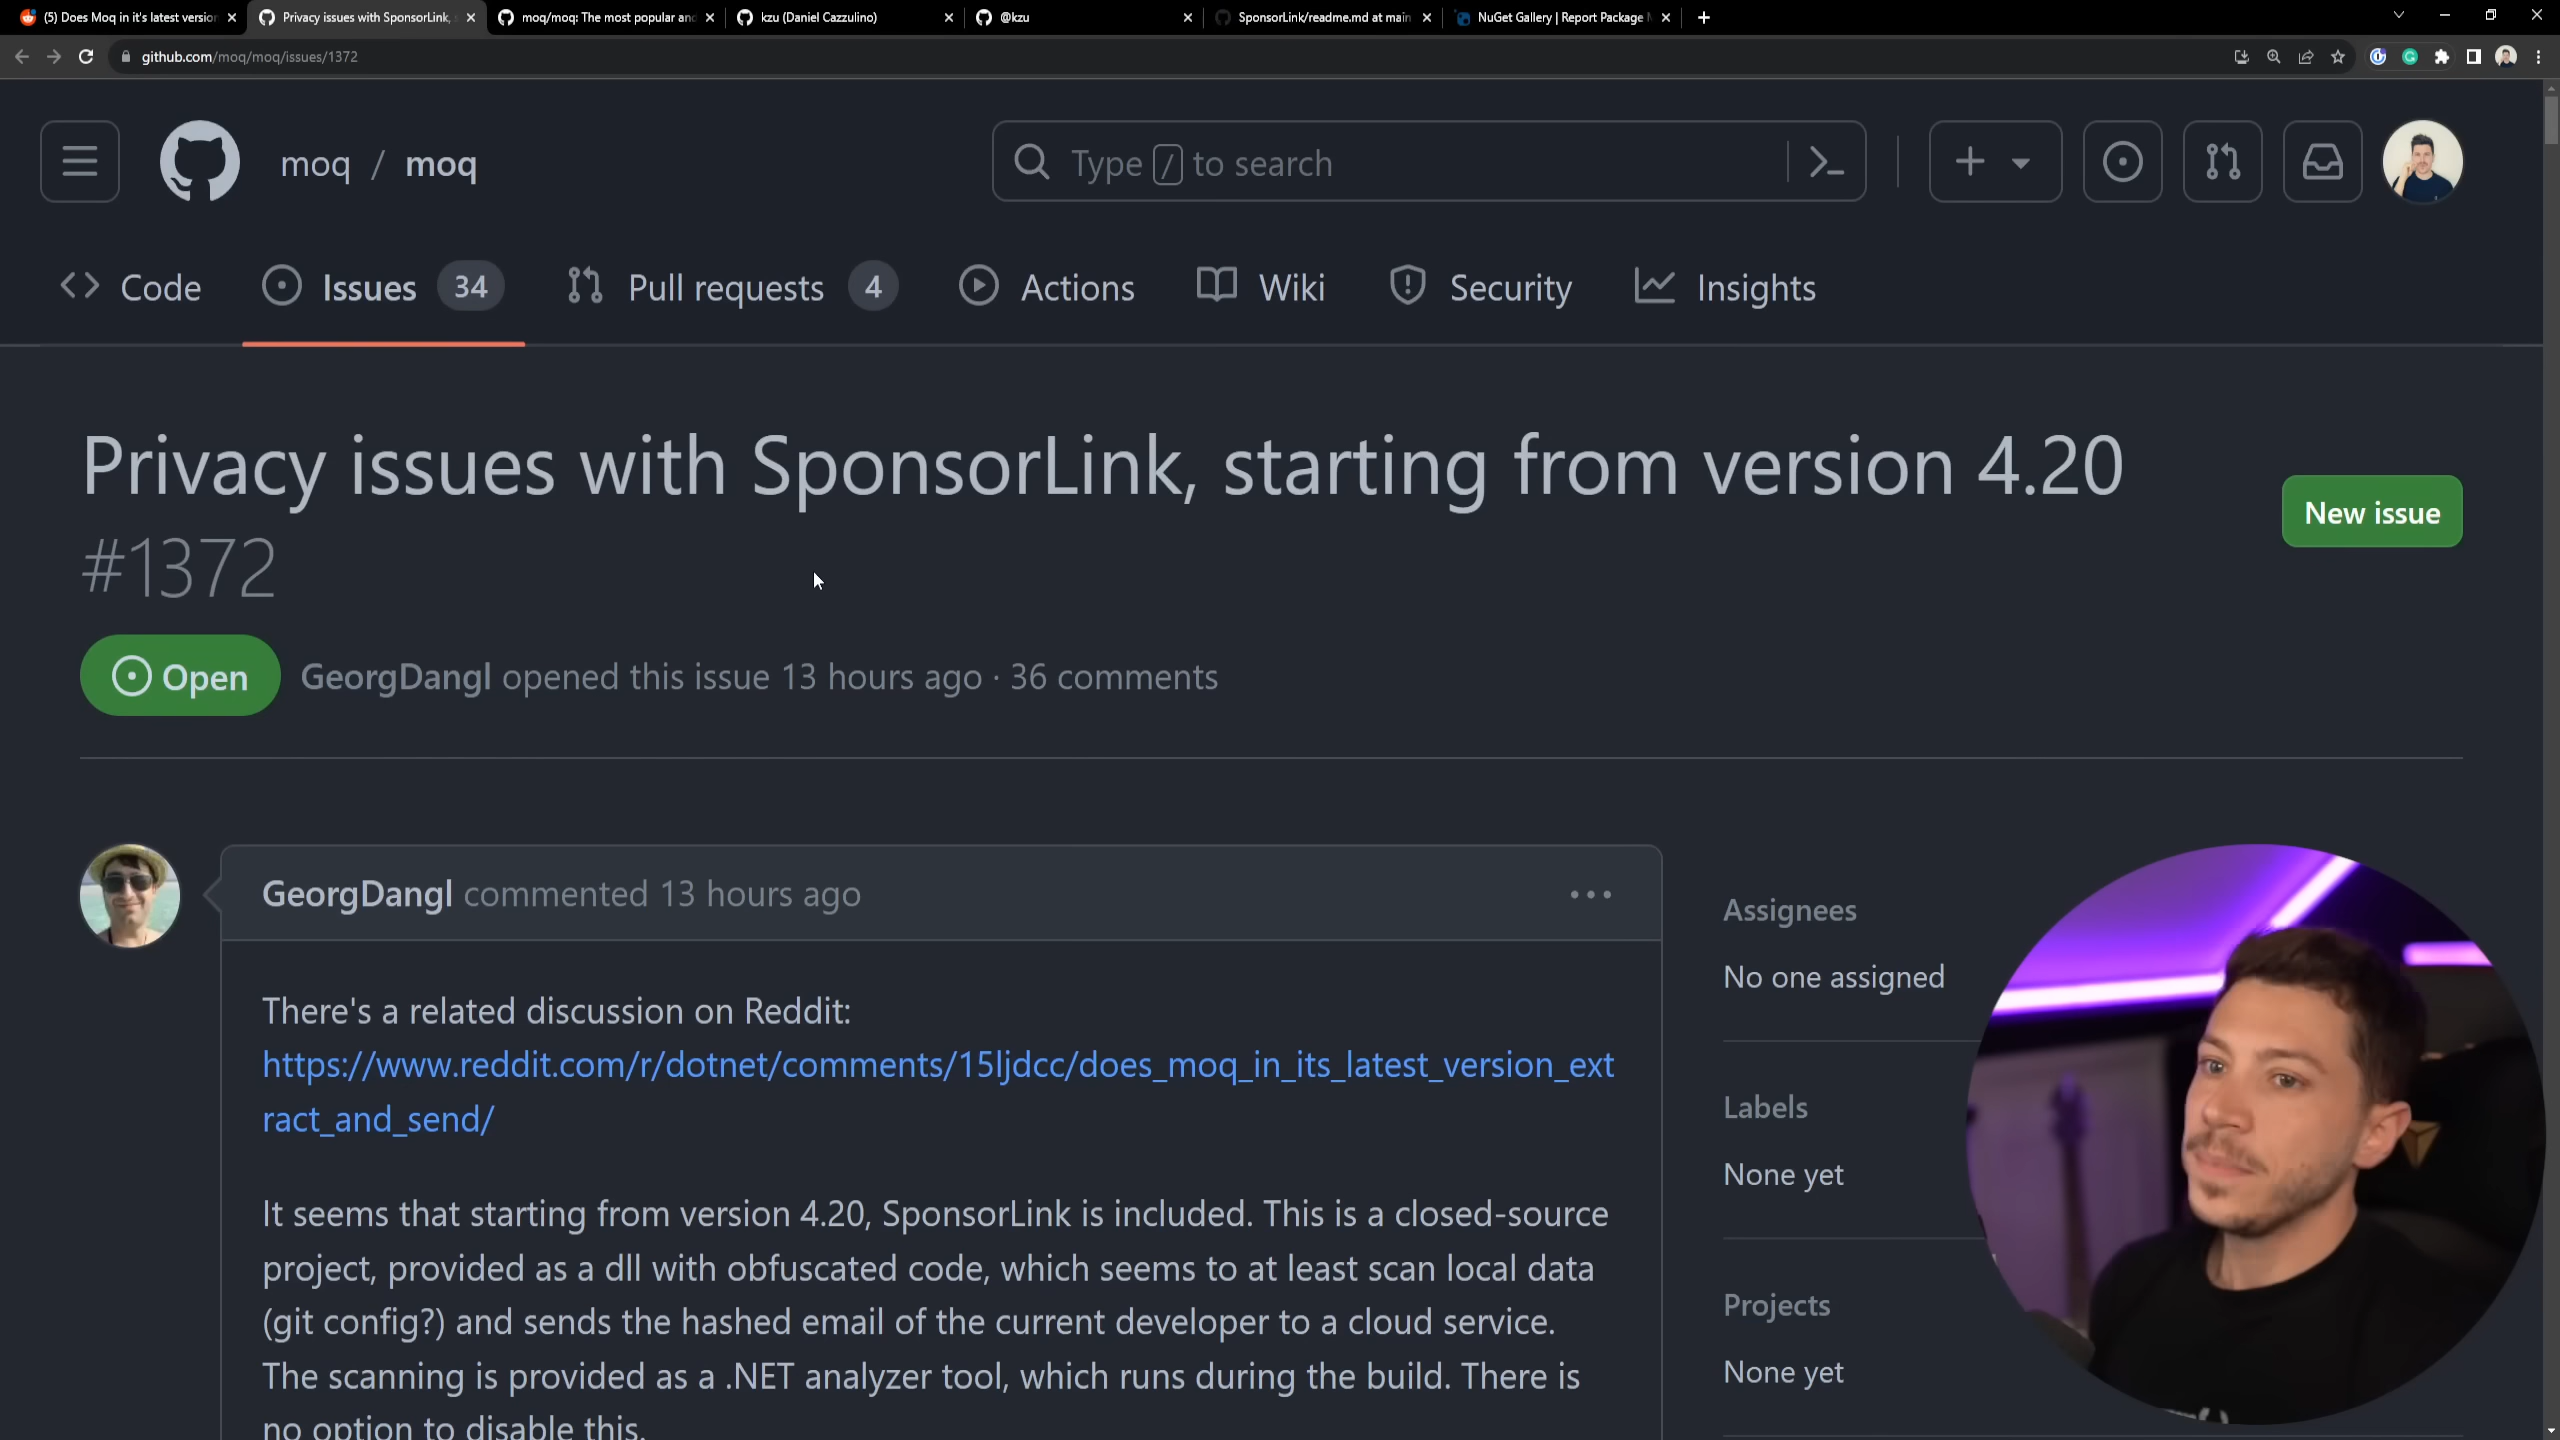 (5) Does Moq in it's latest version
Privacy issues with SponsorLink,
moq/moq: The most popular and
kzu (Daniel Cazzulino)
@kzu
SponsorLink/readme.md at main
NuGet Gallery | Report Package
github.com/moq/moq/issues/1372
moq / moq
Type / to search
Code
Issues 34
Pull requests 4
Actions
Wiki
Security
Insights
Privacy issues with SponsorLink, starting from version 4.20
#1372
New issue
Open
GeorgDangl opened this issue 13 hours ago · 36 comments
GeorgDangl commented 13 hours ago
There's a related discussion on Reddit:
https://www.reddit.com/r/dotnet/comments/15ljdcc/does_moq_in_its_latest_version_ext
ract_and_send/
It seems that starting from version 4.20, SponsorLink is included. This is a closed-source
project, provided as a dll with obfuscated code, which seems to at least scan local data
(git config?) and sends the hashed email of the current developer to a cloud service.
The scanning is provided as a .NET analyzer tool, which runs during the build. There is
no option to disable this.
Assignees
No one assigned
Labels
None yet
Projects
None yet